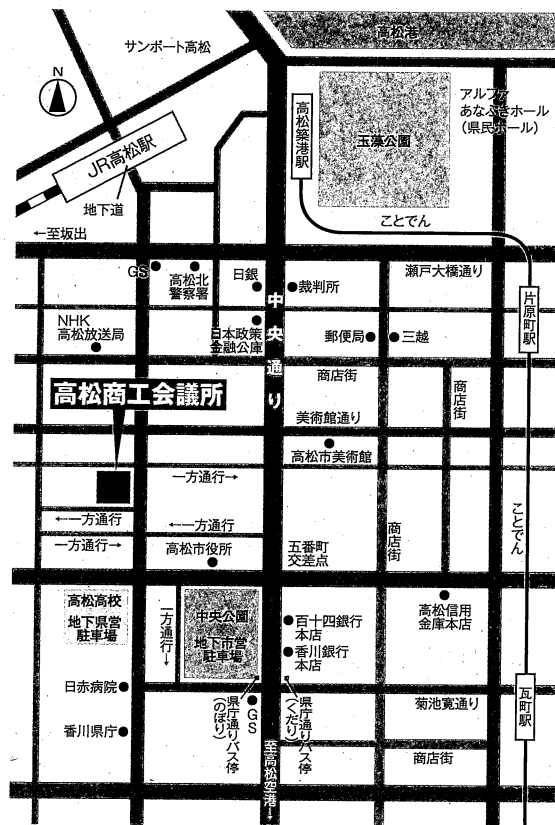 高松港
サンポート高松
N
アルファ
あなぶきホール
（県民ホール）
高松築港駅
玉藻公園
JR高松駅
地下道
ことでん
←至坂出
GS
高松北
警察署
日銀
裁判所
瀬戸大橋通り
中央通り
片原町駅
NHK
高松放送局
日本政策
金融公庫
郵便局
三越
商店街
商店街
高松商工会議所
美術館通り
高松市美術館
一方通行→
←一方通行
←一方通行
一方通行→
高松市役所
五番町
交差点
商店街
ことでん
高松高校
地下県営
駐車場
一方通行→
中央公園
地下市営
駐車場
百十四銀行
本店
香川銀行
本店
高松信用
金庫本店
日赤病院
県庁通りバス停
（のぼり）
GS
県庁通りバス停
（くだり）
菊池寛通り
瓦町駅
香川県庁
至高松空港→
商店街